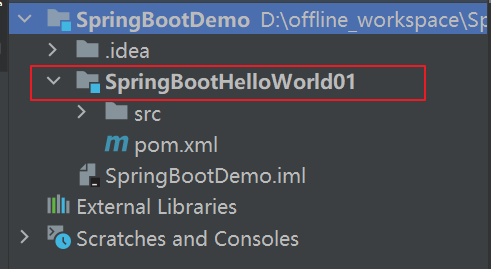 SpringBootDemo D:\offline_workspace\Sp
.idea
SpringBootHelloWorld01
src
m pom.xml
SpringBootDemo.iml
External Libraries
Scratches and Consoles